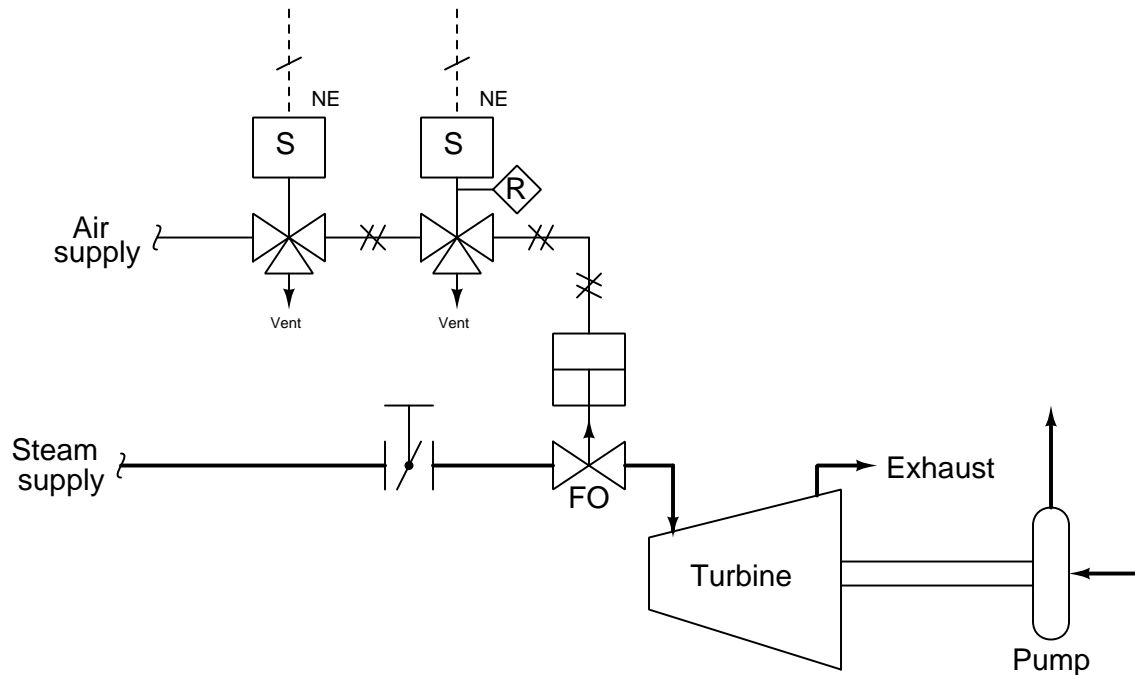 NE
NE
S
S
R
Air
supply
Vent
Vent
Steam
supply
FO
Exhaust
Turbine
Pump